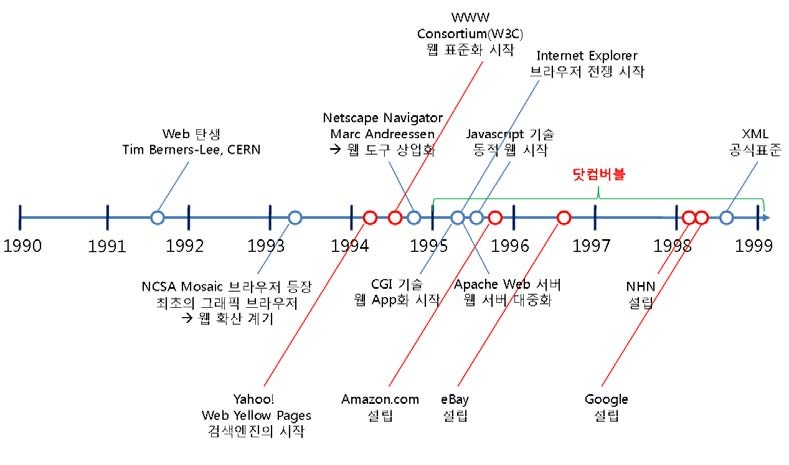 WWW
Consortium(W3C)
웹 표준화 시작
Internet Explorer
브라우저 전쟁 시작
Netscape Navigator
Marc Andreessen
→ 웹 도구 상업화
Javascript 기술
동적 웹 시작
Web 탄생
Tim Berners-Lee, CERN
XML
공식표준
닷컴버블
1990
1991
1992
1993
1994
1995
1996
1997
1998
1999
NCSA Mosaic 브라우저 등장
최초의 그래픽 브라우저
→ 웹 확산 계기
CGI 기술
웹 App화 시작
Apache Web 서버
웹 서버 대중화
NHN
설립
Yahoo!
Web Yellow Pages
검색엔진의 시작
Amazon.com
설립
eBay
설립
Google
설립